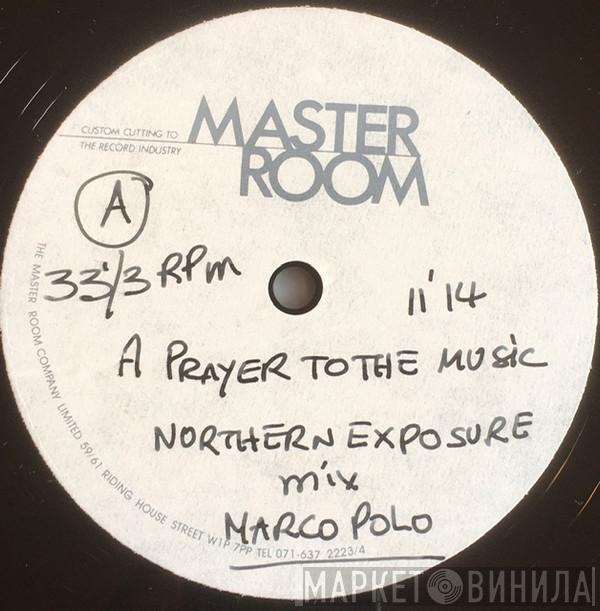 CUSTOM CUTTING TO
THE RECORD INDUSTRY
MASTER
ROOM
A
33 1/3 RPM
11'14
A PRAYER TO THE MUSIC
NORTHERN EXPOSURE
mix
MARCO POLO
THE MASTER ROOM COMPANY LIMITED 59/61 RIDING HOUSE STREET W1P 7PP TEL 071-637 2223/4
МАРКЕТ ВИНИЛА